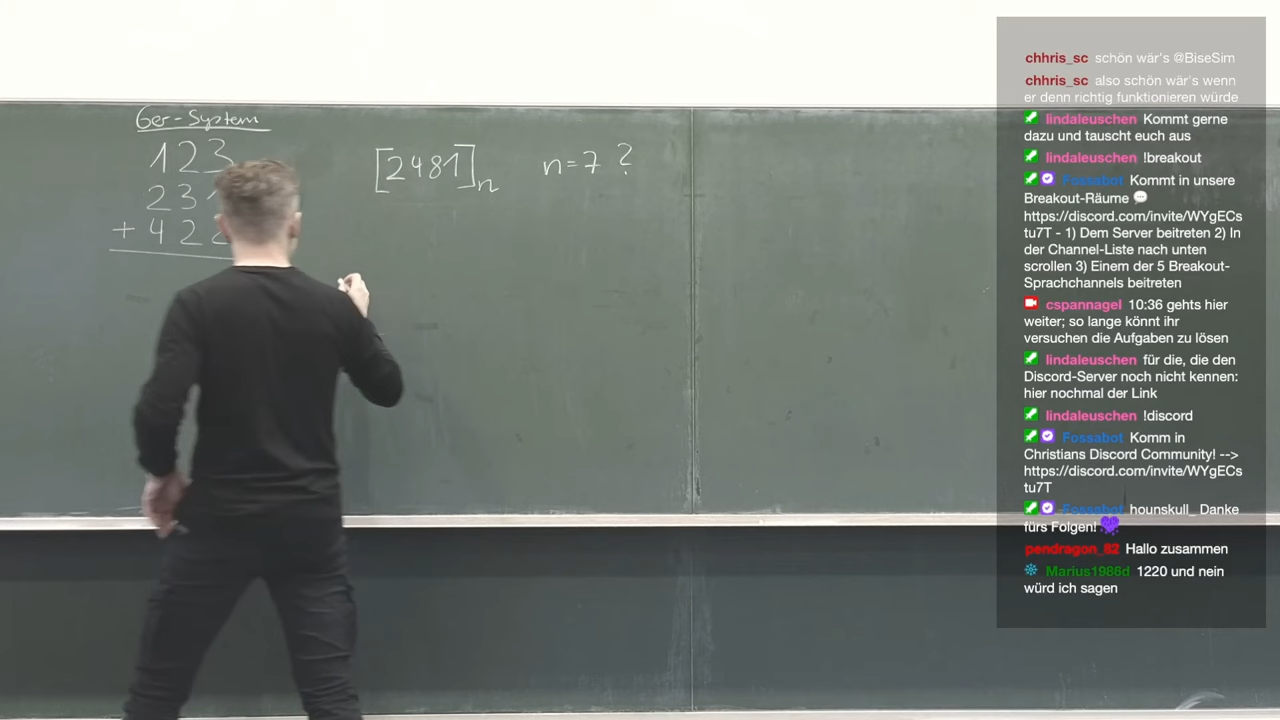 6er-System
123
23
+ 42
[2481]n n=7 ?
chhris_sc schön wär's @BiseSim
chhris_sc also schön wär's wenn
er denn richtig funktionieren würde
lindaleuschen Kommt gerne
dazu und tauscht euch aus
lindaleuschen !breakout
Fossabot Kommt in unsere
Breakout-Räume 💬
https://discord.com/invite/WYgECs
tu7T - 1) Dem Server beitreten 2) In
der Channel-Liste nach unten
scrollen 3) Einem der 5 Breakout-
Sprachchannels beitreten
cspannagel 10:36 gehts hier
weiter; so lange könnt ihr
versuchen die Aufgaben zu lösen
lindaleuschen für die, die den
Discord-Server noch nicht kennen:
hier nochmal der Link
lindaleuschen !discord
Fossabot Komm in
Christians Discord Community! -->
https://discord.com/invite/WYgECs
tu7T
Fossabot hounskull_ Danke
fürs Folgen! 💜
pendragon_82 Hallo zusammen
Marius1986d 1220 und nein
würd ich sagen